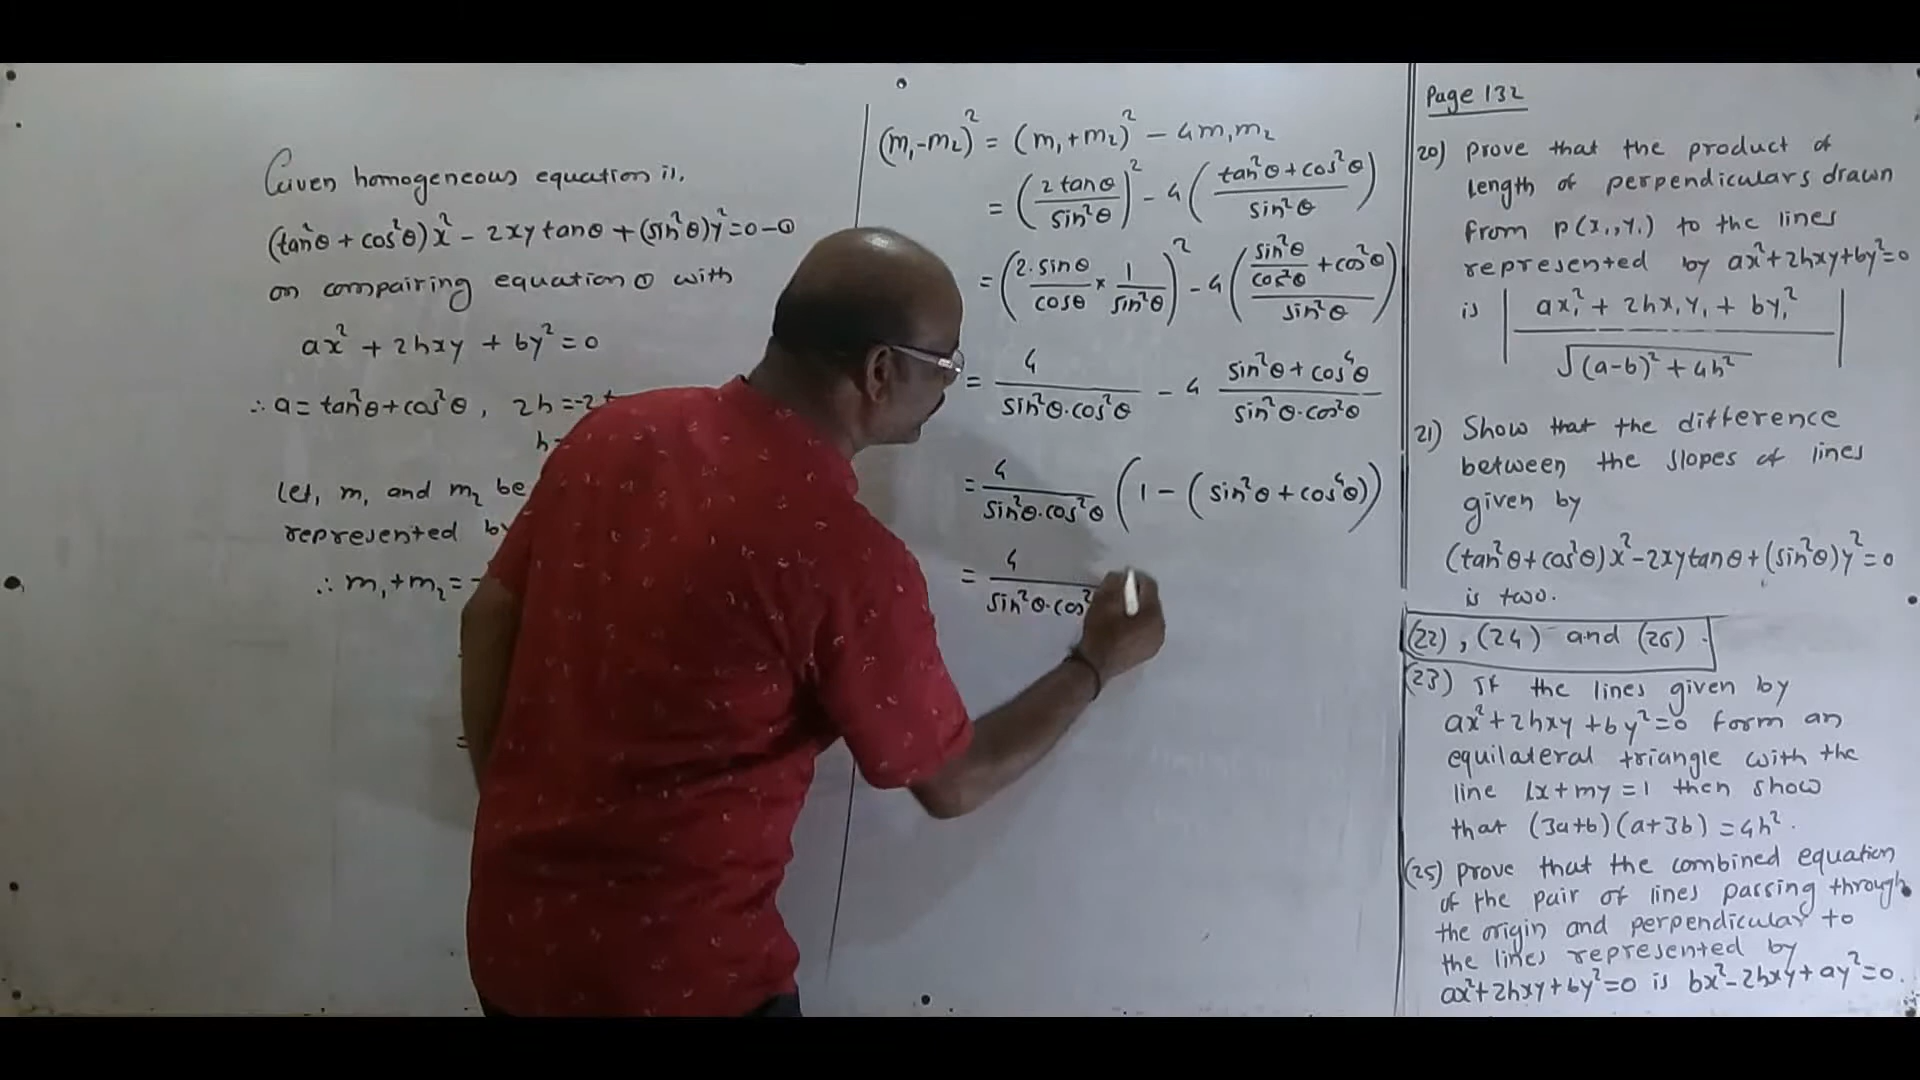 Given homogeneous equation is,
(tan²θ + cos²θ)x² - 2xy tanθ + (sin²θ)y² = 0 - ①
on compairing equation ① with
ax² + 2hxy + by² = 0
∴ a = tan²θ + cos²θ, 2h = -2
h =
Let, m₁ and m₂ be
represented by
∴ m₁ + m₂ = -
=
(m₁-m₂)² = (m₁+m₂)² - 4m₁m₂
= (2tanθ/sin²θ)² - 4((tan²θ+cos²θ)/sin²θ)
= (2·sinθ/cosθ × 1/sin²θ)² - 4((sin²θ/cos²θ + cos²θ)/sin²θ)
= 4/(sin²θ·cos²θ) - 4 (sin²θ+cos⁴θ)/(sin²θ·cos²θ)
= 4/(sin²θ·cos²θ) (1 - (sin²θ + cos⁴θ))
= 4/(sin²θ·cos²
Page 132
20) Prove that the product of
length of perpendiculars drawn
from P(x₁,y₁) to the lines
represented by ax²+2hxy+by²=0
is |(ax₁² + 2hx₁y₁ + by₁²)/√((a-b)² + 4h²)|
21) Show that the difference
between the slopes of lines
given by
(tan²θ+cos²θ)x²-2xytanθ+(sin²θ)y²=0
is two.
(22), (24) and (26).
(23) If the lines given by
ax²+2hxy+by²=0 form an
equilateral triangle with the
line lx+my=1 then show
that (3a+b)(a+3b)=4h².
(25) Prove that the combined equation
of the pair of lines passing through
the origin and perpendicular to
the lines represented by
ax²+2hxy+by²=0 is bx²-2hxy+ay²=0.